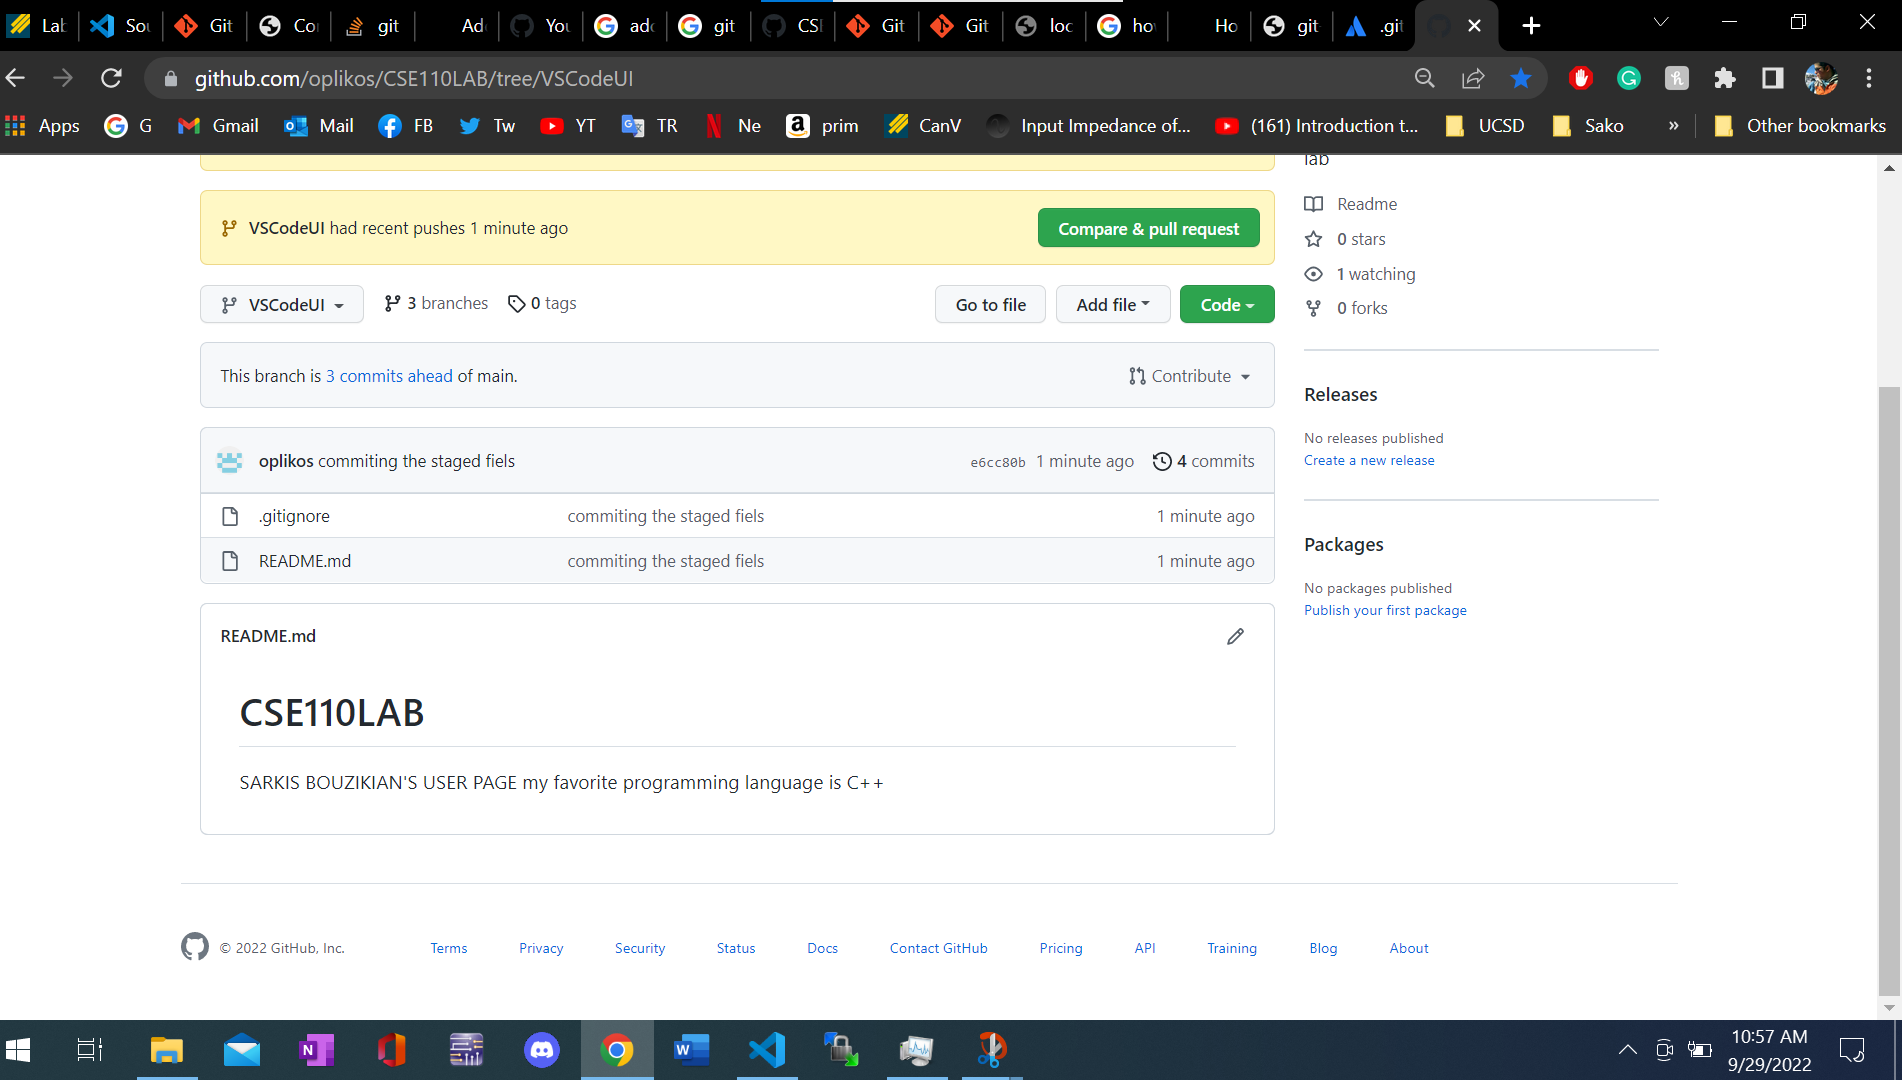 Lab Sou Git Co git Ad You add git CSE Git Git loc how Ho git .git
github.com/oplikos/CSE110LAB/tree/VSCodeUI
Apps G Gmail Mail FB Tw YT TR Ne prim CanV Input Impedance of... (161) Introduction t... UCSD Sako » Other bookmarks
lab
VSCodeUI had recent pushes 1 minute ago Compare & pull request
Readme
0 stars
1 watching
0 forks
VSCodeUI 3 branches 0 tags Go to file Add file Code
This branch is 3 commits ahead of main. Contribute
Releases
No releases published
Create a new release
oplikos commiting the staged fiels e6cc80b 1 minute ago 4 commits
.gitignore commiting the staged fiels 1 minute ago
README.md commiting the staged fiels 1 minute ago
Packages
No packages published
Publish your first package
README.md
CSE110LAB
SARKIS BOUZIKIAN'S USER PAGE my favorite programming language is C++
© 2022 GitHub, Inc. Terms Privacy Security Status Docs Contact GitHub Pricing API Training Blog About
10:57 AM
9/29/2022